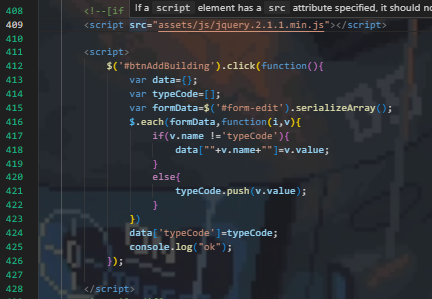 If a script element has a src attribute specified, it should no
408 <!--[if
409 <script src="assets/js/jquery.2.1.1.min.js"></script>
410
411 <script>
412 $('#btnAddBuilding').click(function(){
413 var data={};
414 var typeCode=[];
415 var formData=$('#form-edit').serializeArray();
416 $.each(formData,function(i,v){
417 if(v.name !='typeCode'){
418 data[""+v.name+""]=v.value;
419 }
420 else{
421 typeCode.push(v.value);
422 }
423 })
424 data['typeCode']=typeCode;
425 console.log("ok");
426 });
427
428 </script>